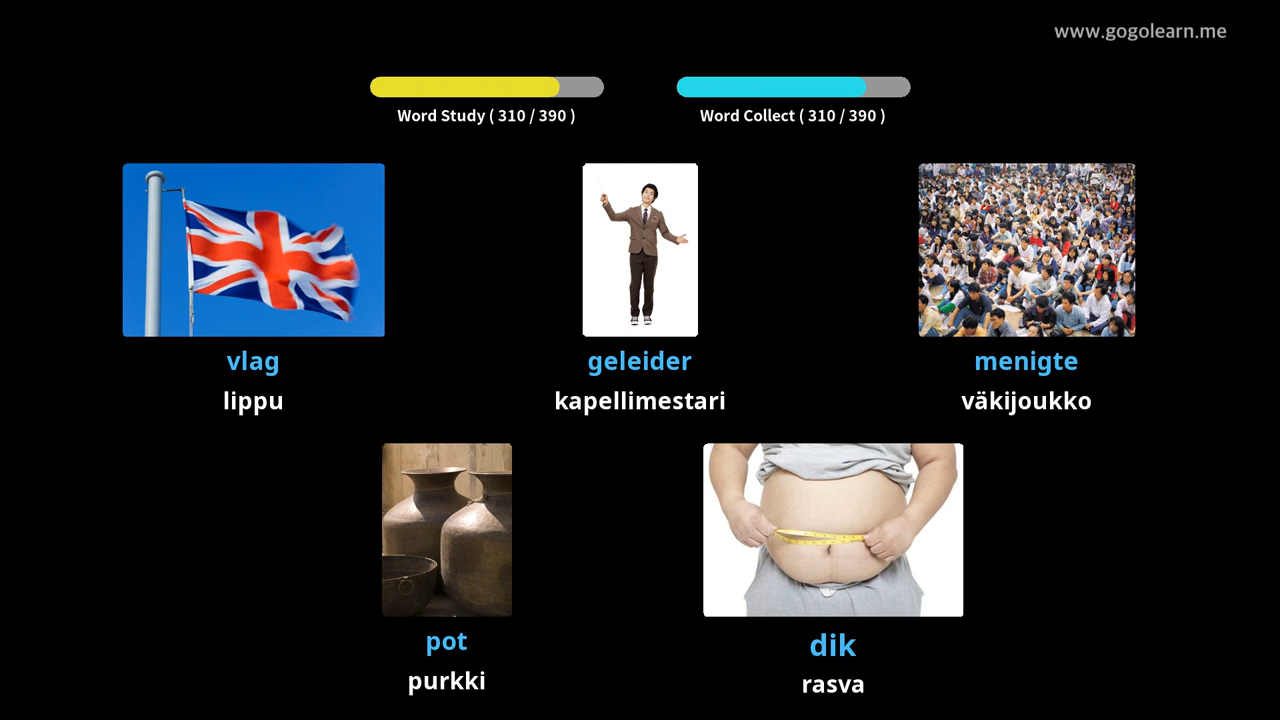 www.gogolearn.me
Word Study ( 310 / 390 )
Word Collect ( 310 / 390 )
vlag
geleider
menigte
lippu
kapellimestari
väkijoukko
pot
dik
purkki
rasva